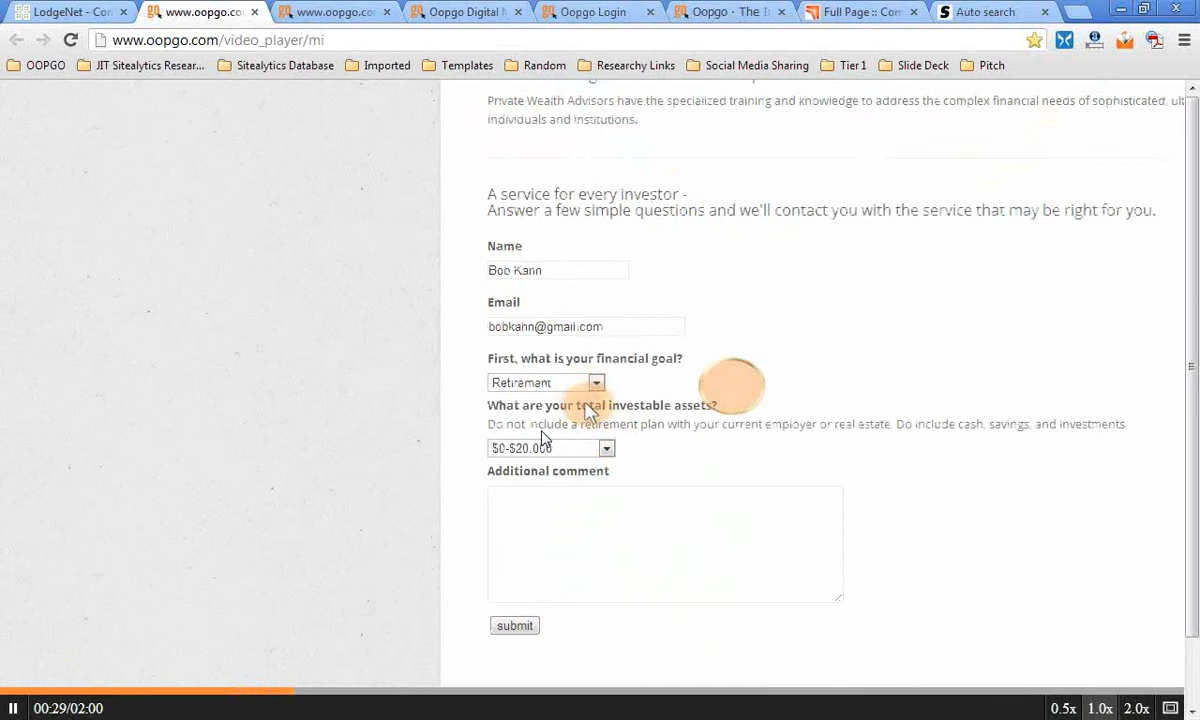 LodgeNet - Co
www.oopgo.co
www.oopgo.co
Oopgo Digital M
Oopgo Login
Oopgo · The I
Full Page :: Com
Auto search
www.oopgo.com/video_player/mi
OOPGO
JIT Sitealytics Resear...
Sitealytics Database
Imported
Templates
Random
Researchy Links
Social Media Sharing
Tier 1
Slide Deck
Pitch
Private Wealth Advisors have the specialized training and knowledge to address the complex financial needs of sophisticated, ult
individuals and institutions.
A service for every investor -
Answer a few simple questions and we'll contact you with the service that may be right for you.
Name
Bob Kann
Email
bobkahn@gmail.com
First, what is your financial goal?
Retiramant
What are your total investable assets?
Do not include a retirement plan with your current employer or real estate. Do include cash, savings, and investments.
$0-$20,000
Additional comment
submit
00:29/02:00
0.5x
1.0x
2.0x